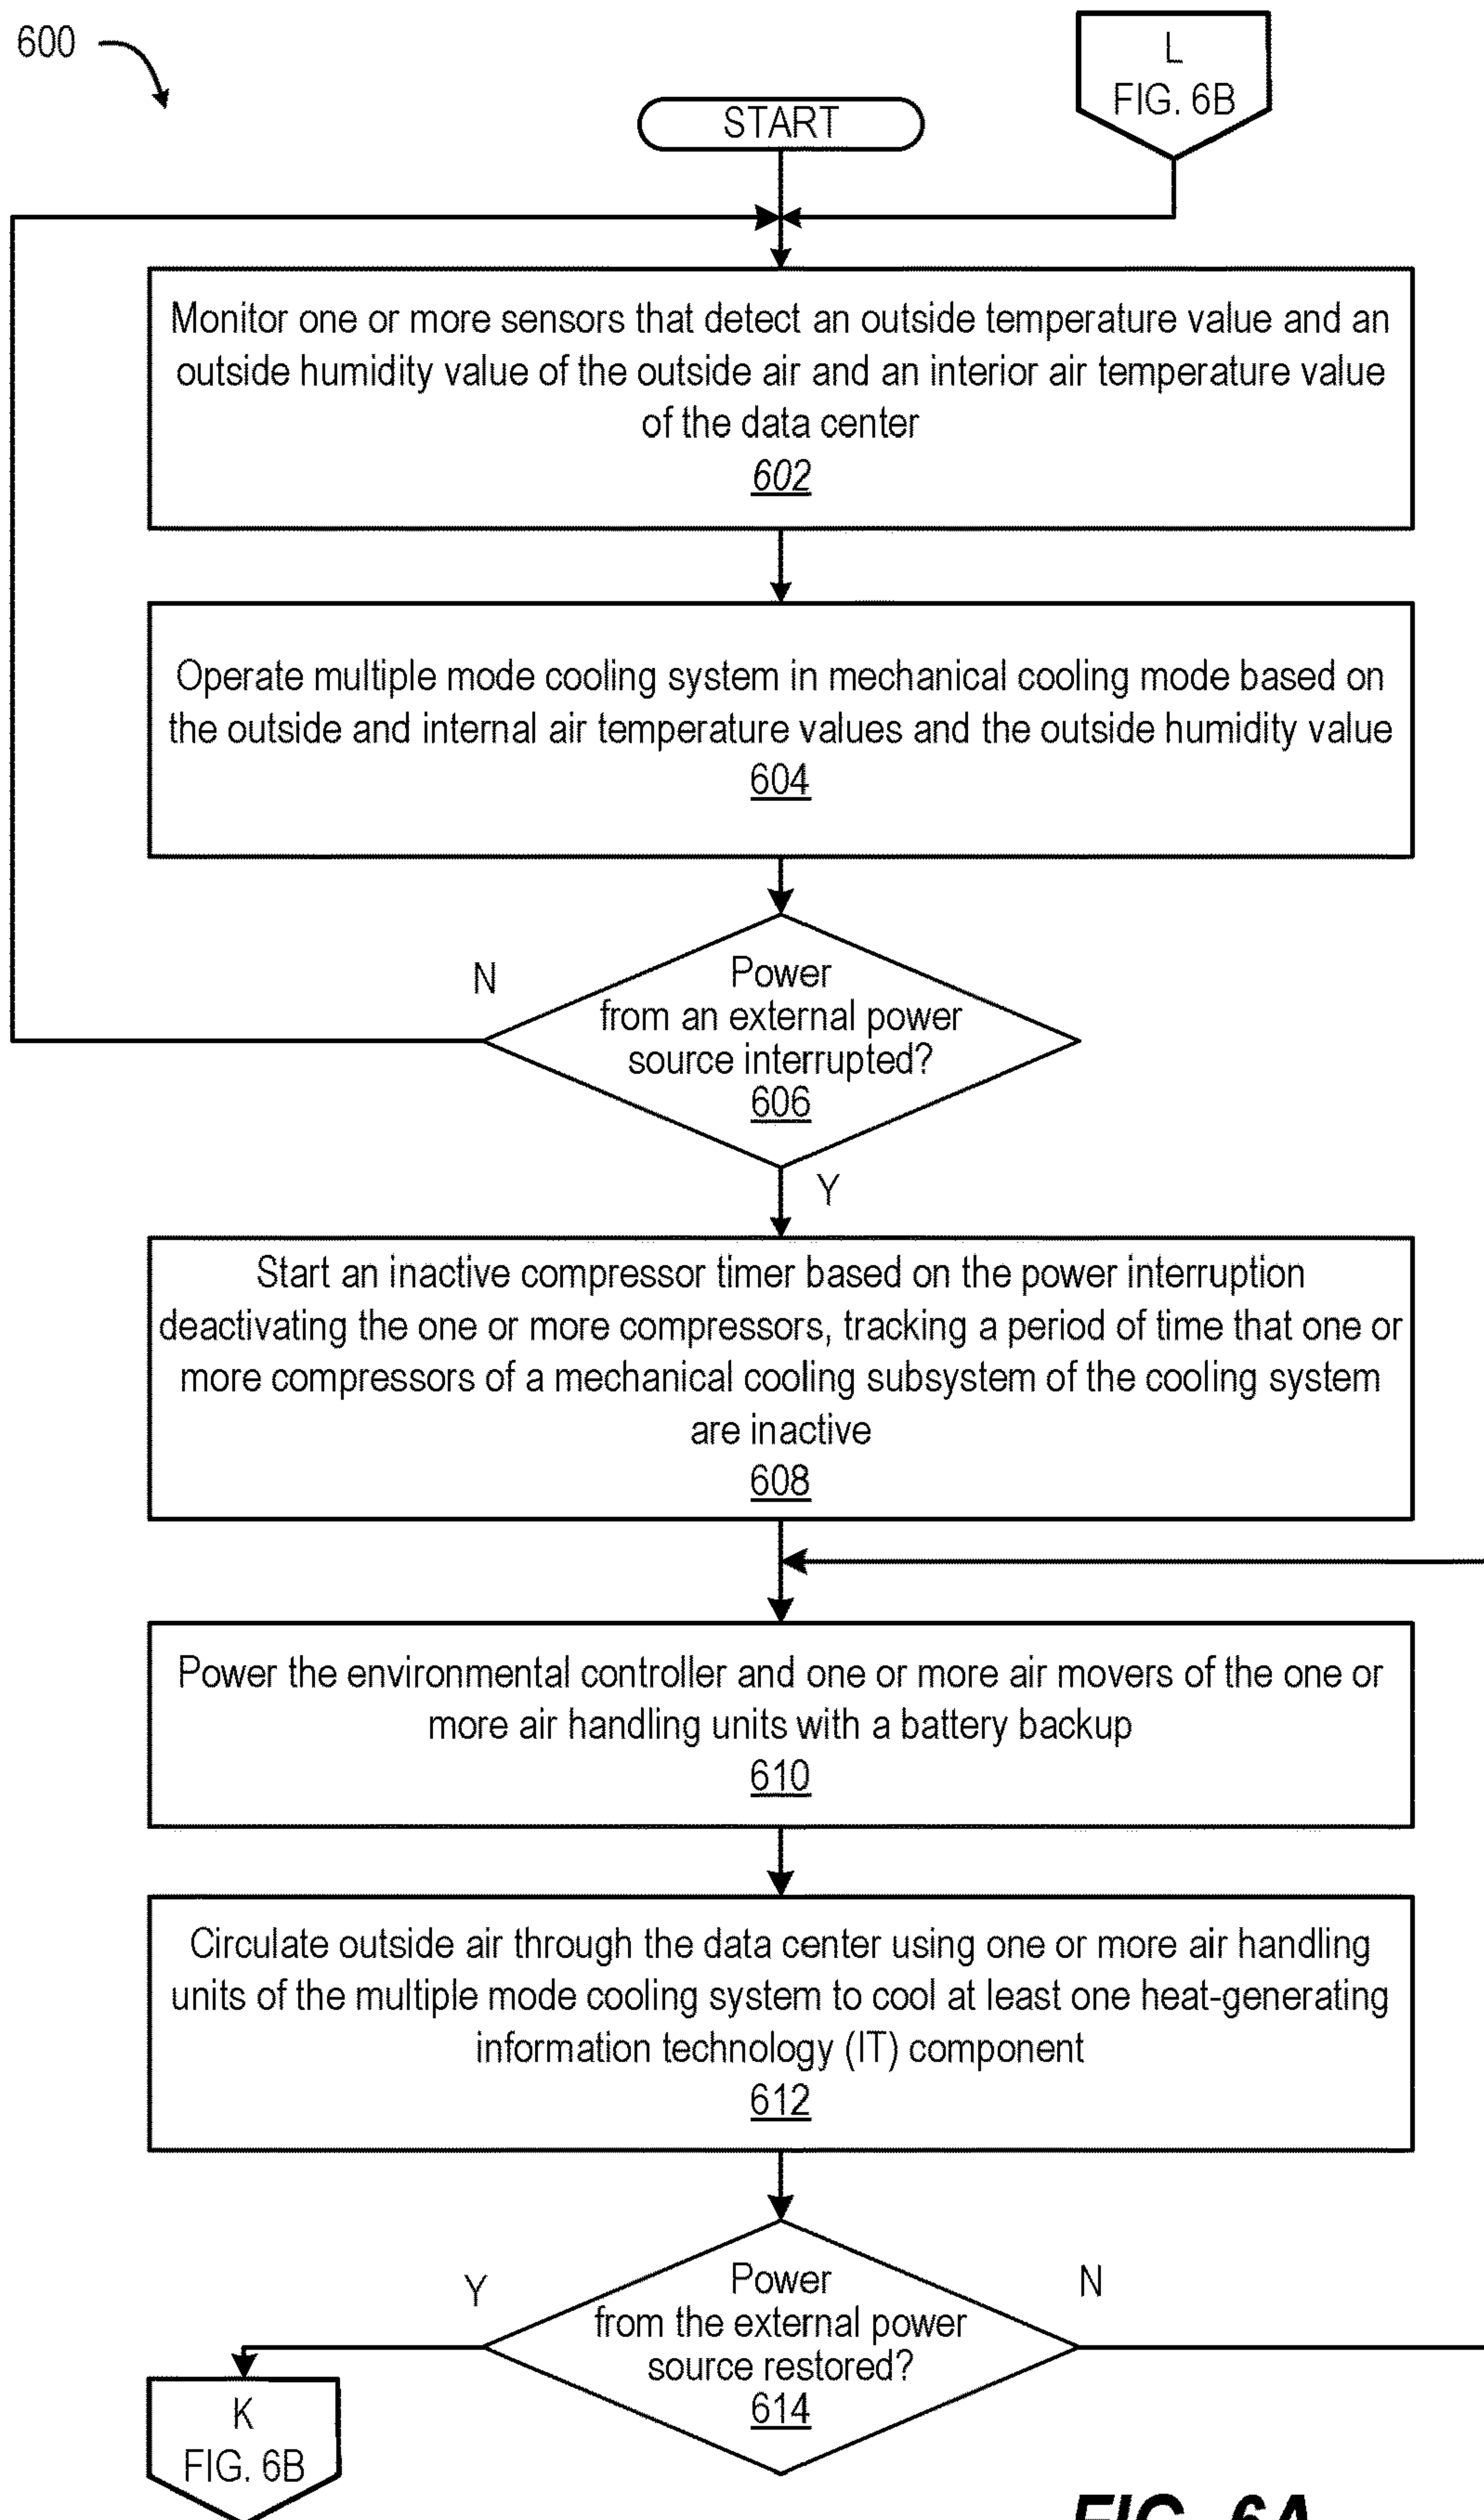 600
L
FIG. 6B
START
Monitor one or more sensors that detect an outside temperature value and an
outside humidity value of the outside air and an interior air temperature value
of the data center
602
Operate multiple mode cooling system in mechanical cooling mode based on
the outside and internal air temperature values and the outside humidity value
604
N
Power
from an external power
source interrupted?
606
Y
Start an inactive compressor timer based on the power interruption
deactivating the one or more compressors, tracking a period of time that one or
more compressors of a mechanical cooling subsystem of the cooling system
are inactive
608
Power the environmental controller and one or more air movers of the one or
more air handling units with a battery backup
610
Circulate outside air through the data center using one or more air handling
units of the multiple mode cooling system to cool at least one heat-generating
information technology (IT) component
612
Y
Power
from the external power
source restored?
614
N
K
FIG. 6B
FIG. 6A